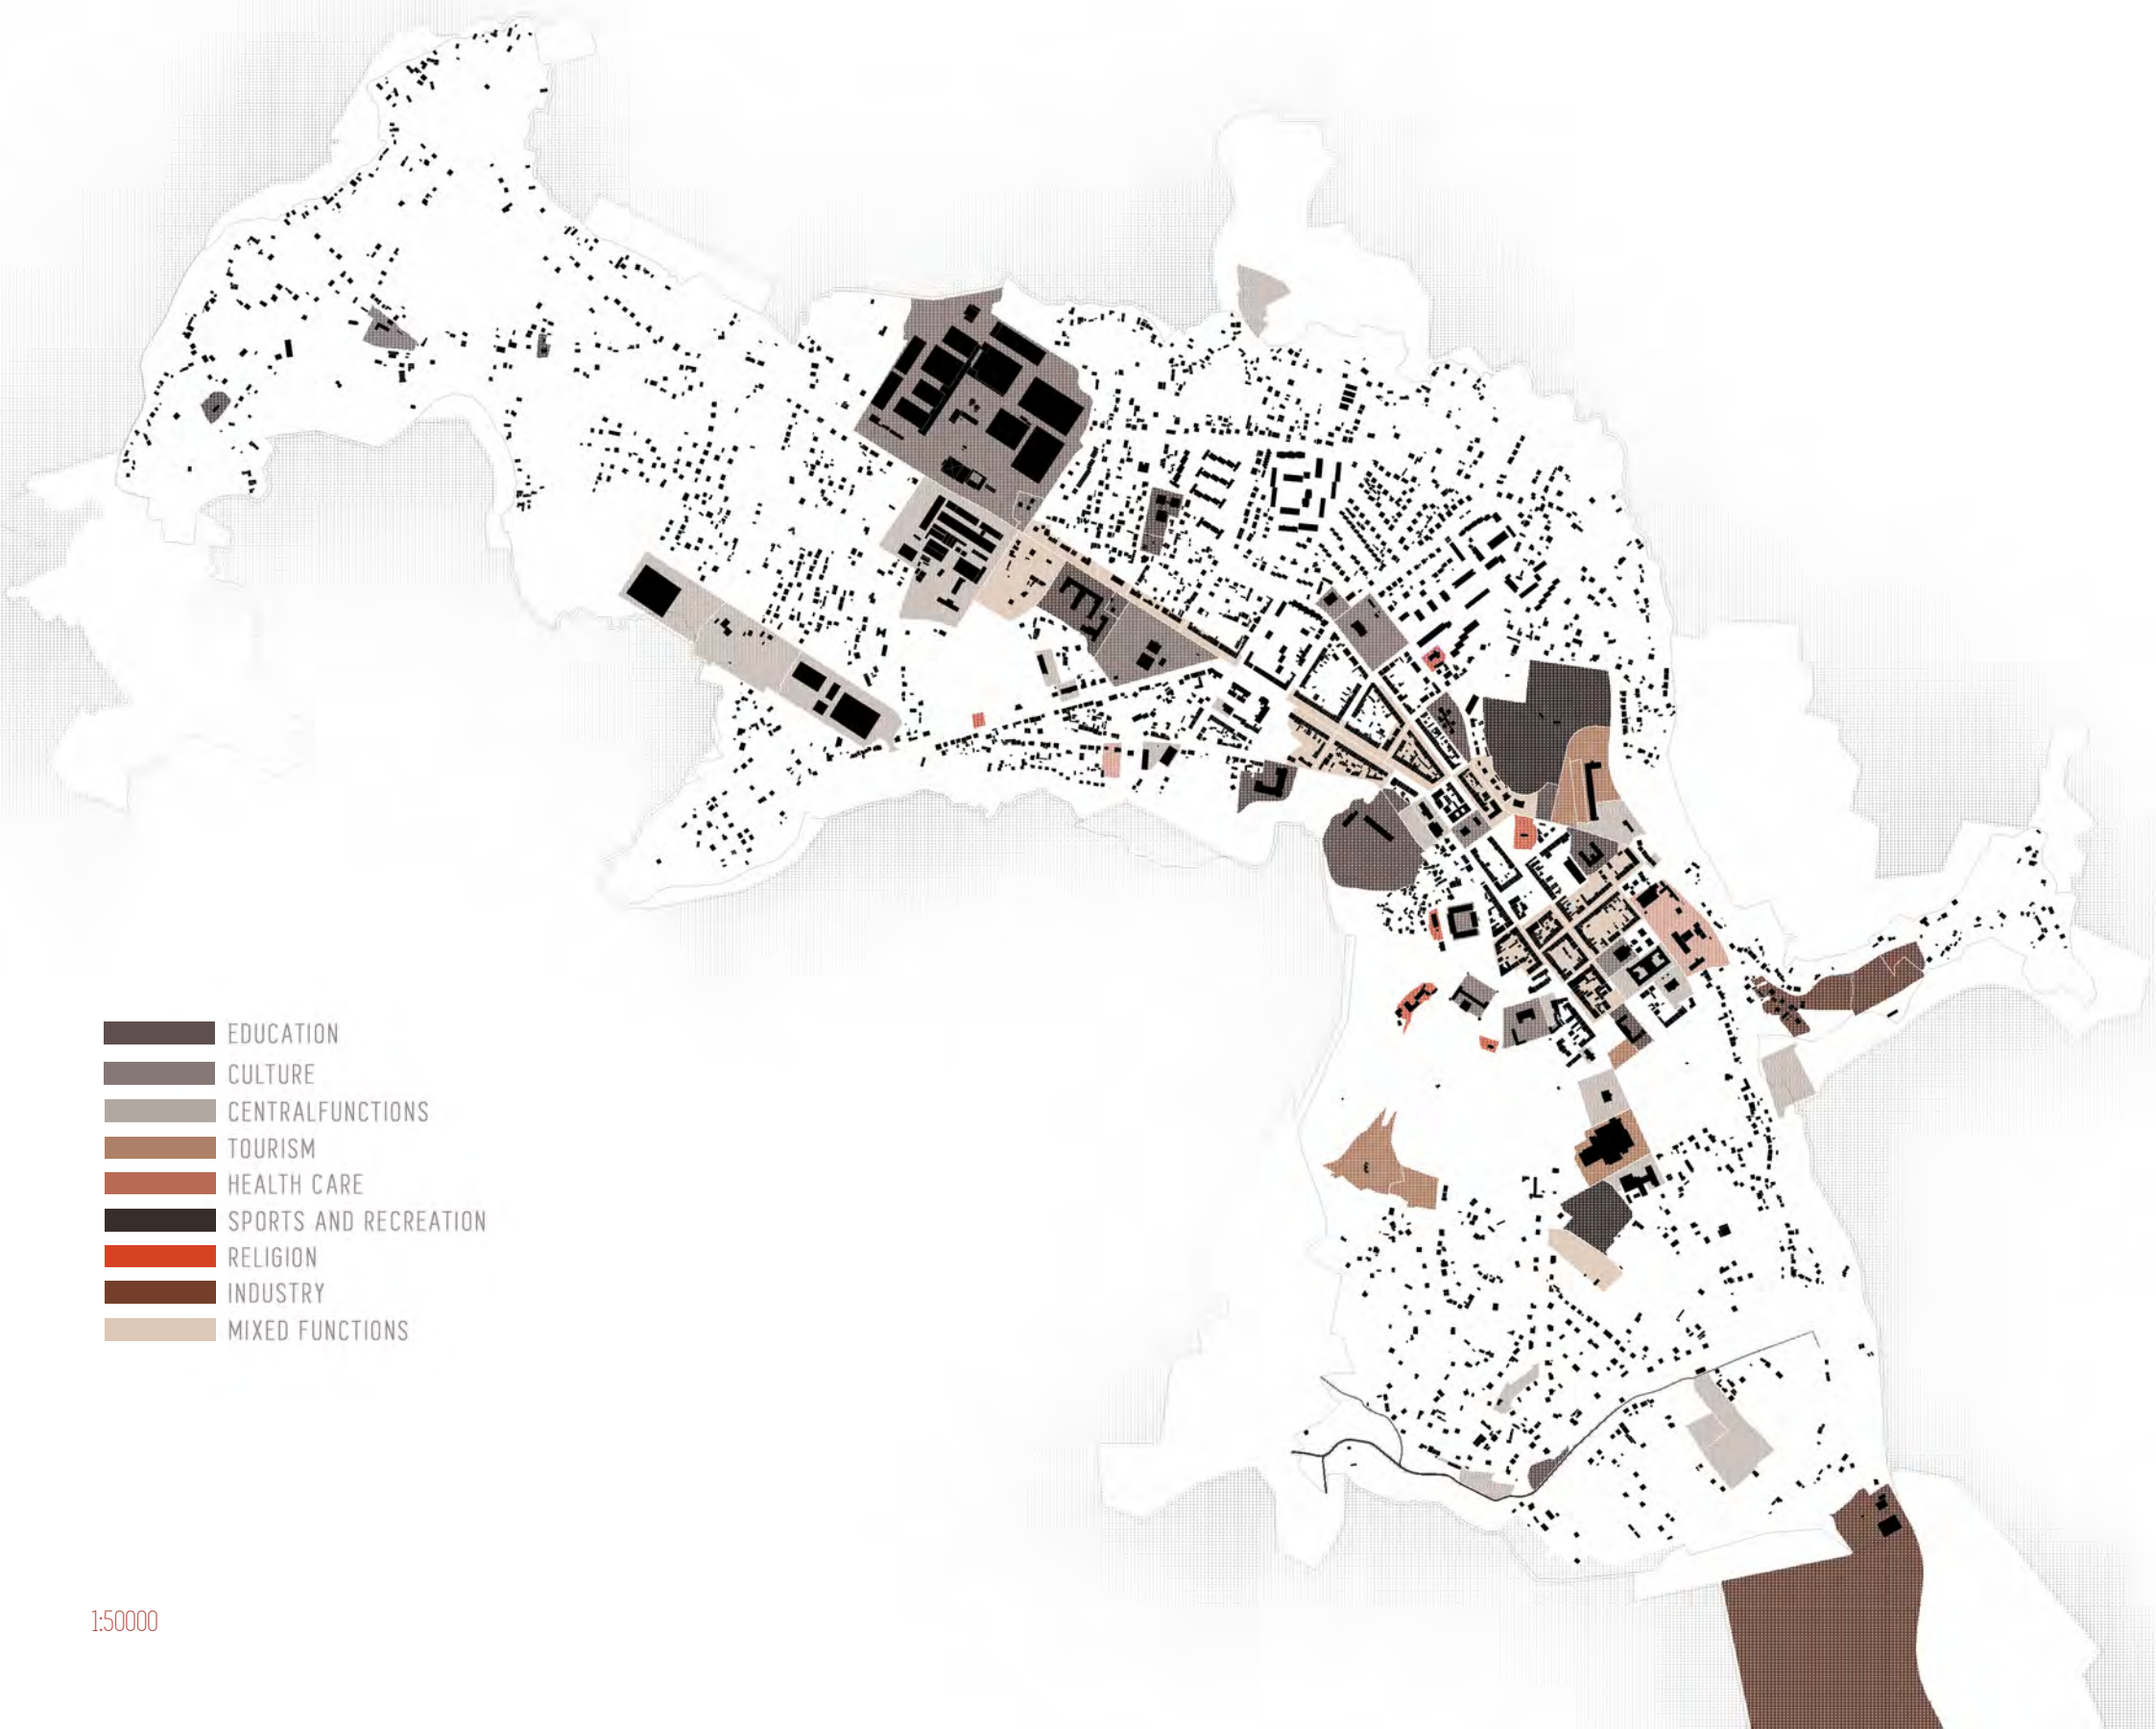 EDUCATION
CULTURE
CENTRALFUNCTIONS
TOURISM
HEALTH CARE
SPORTS AND RECREATION
RELIGION
INDUSTRY
MIXED FUNCTIONS
1:50000